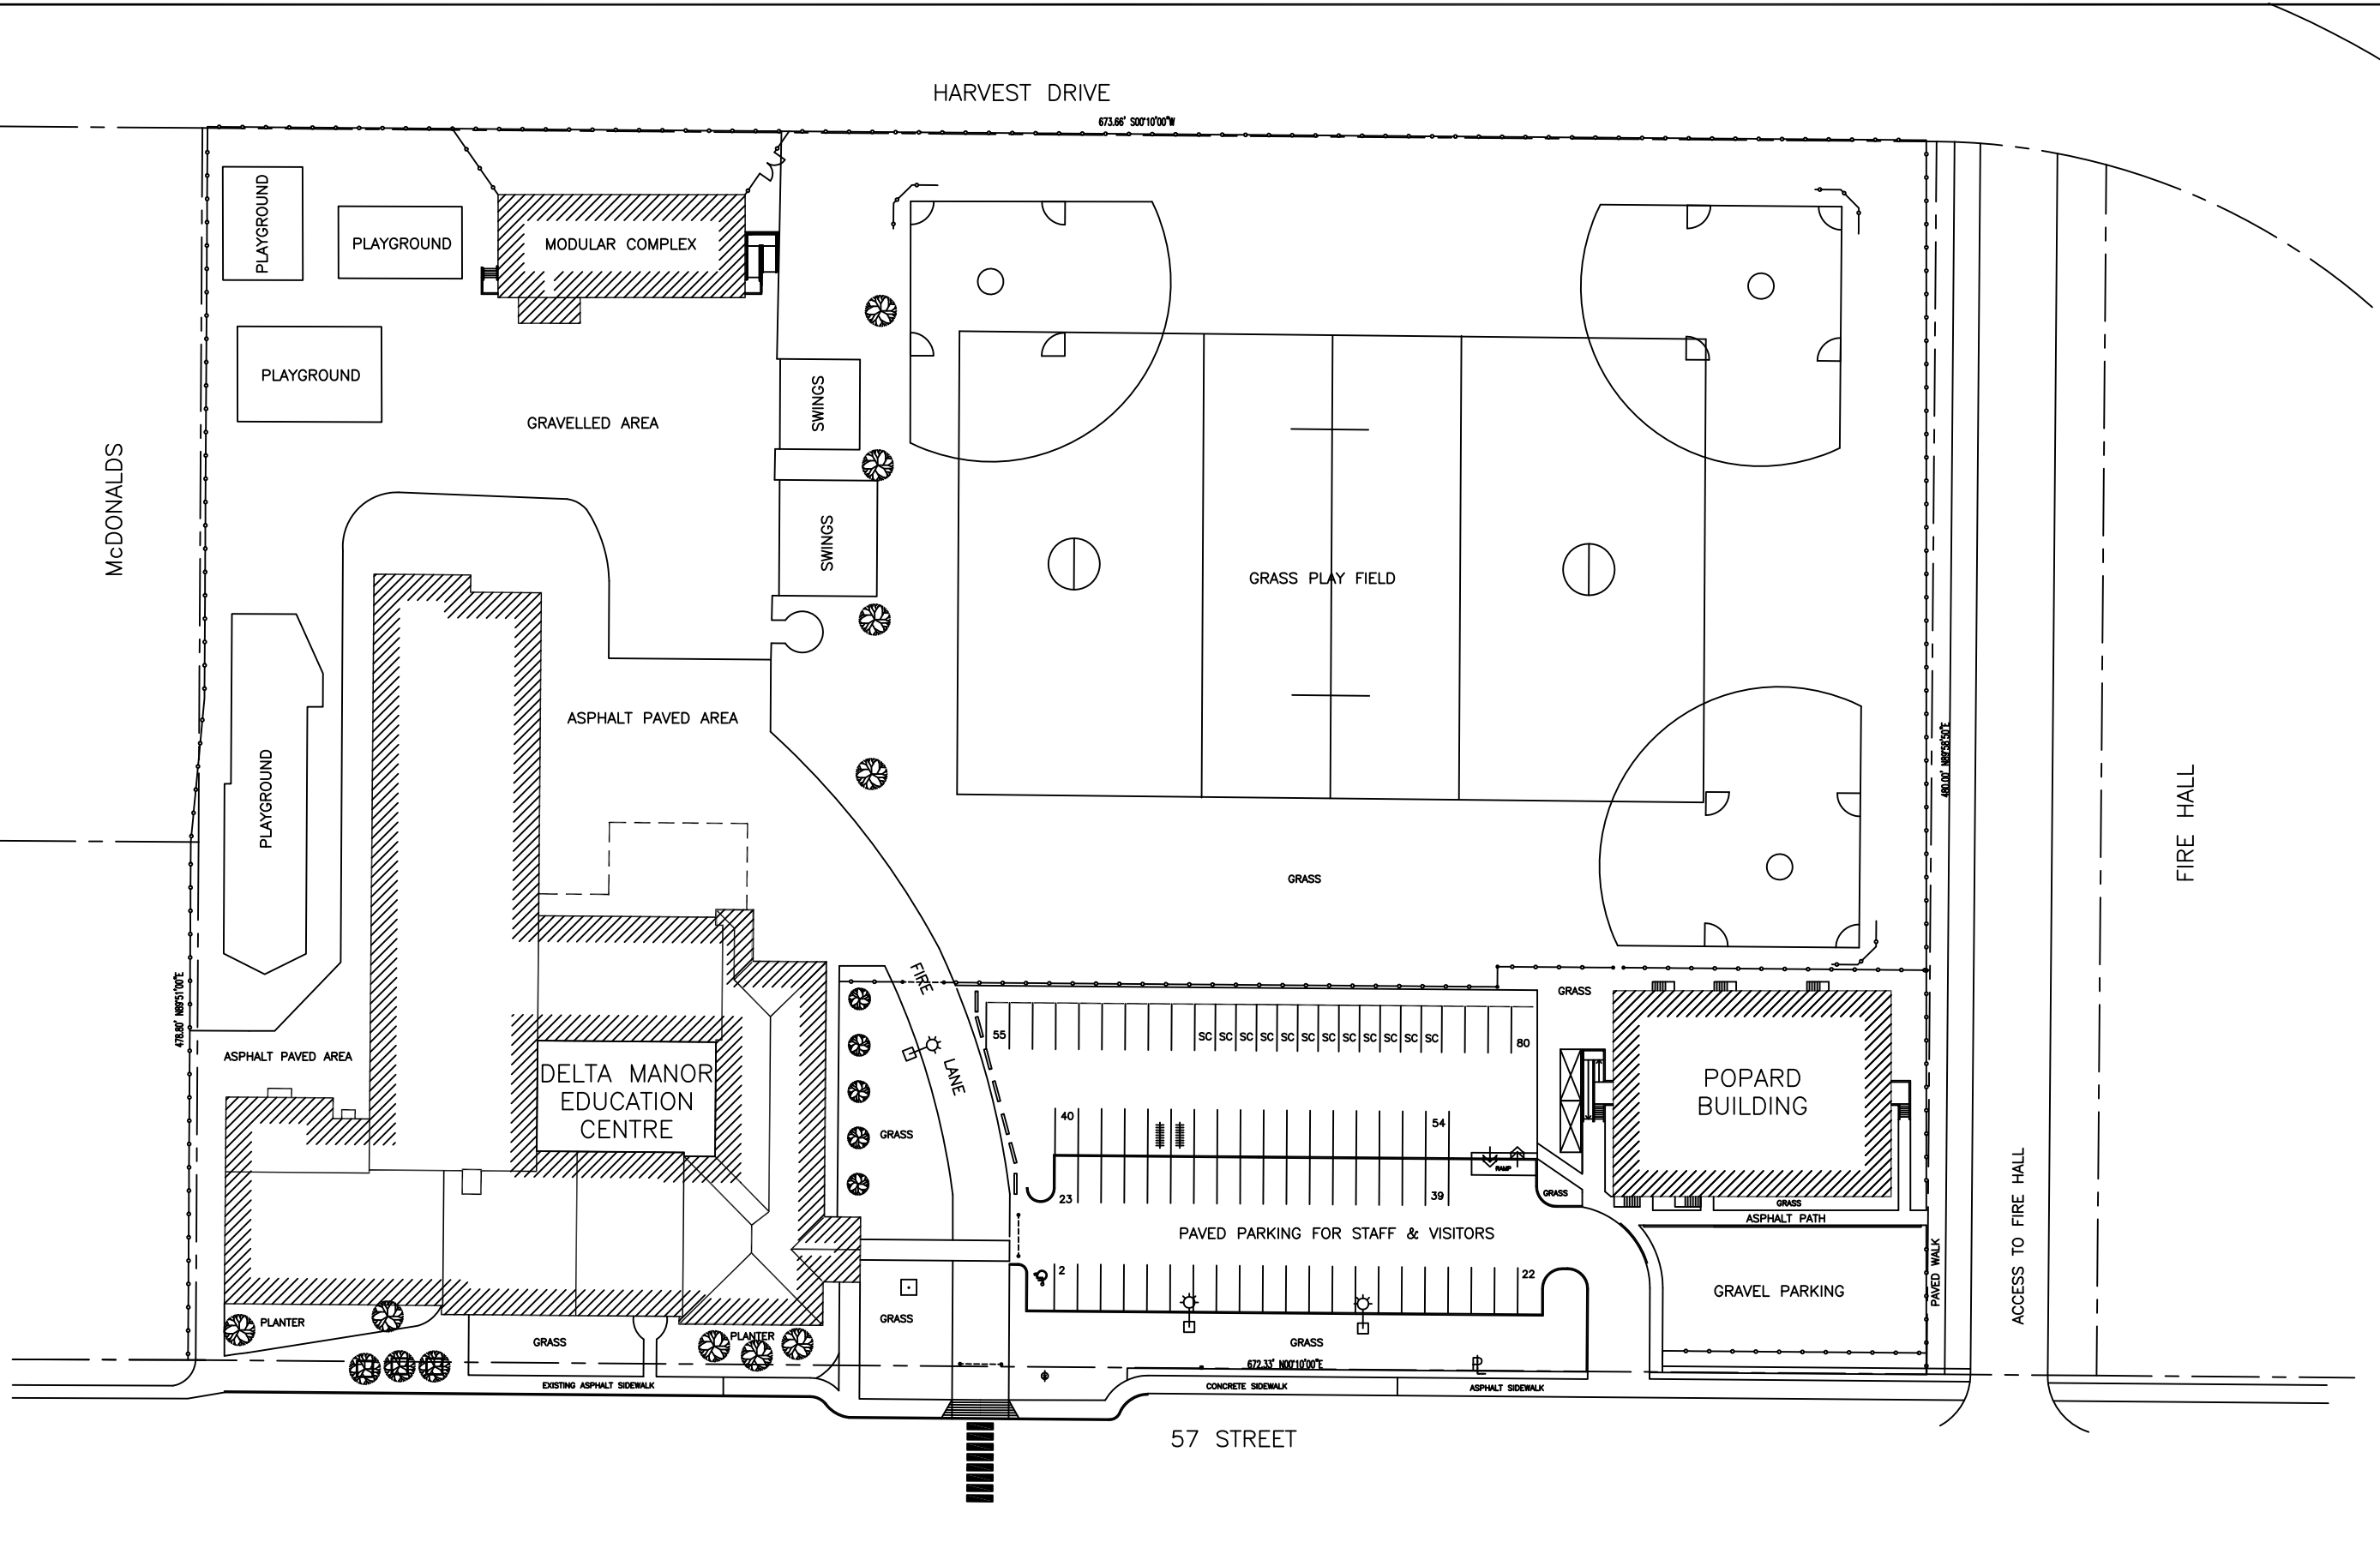 HARVEST DRIVE
673.66' S00°10'00"W
PLAYGROUND
PLAYGROUND
MODULAR COMPLEX
PLAYGROUND
SWINGS
GRAVELLED AREA
McDONALDS
SWINGS
GRASS PLAY FIELD
ASPHALT PAVED AREA
480.00' N89°58'50"E
PLAYGROUND
FIRE HALL
GRASS
478.80' N89°51'00"E
FIRE
LANE
GRASS
55
SC SC SC SC SC SC SC SC SC SC SC SC
80
ASPHALT PAVED AREA
DELTA MANOR
EDUCATION
CENTRE
POPARD
BUILDING
40
54
GRASS
RAMP
23
39
GRASS
GRASS
ASPHALT PATH
PAVED PARKING FOR STAFF & VISITORS
ACCESS TO FIRE HALL
PAVED WALK
2
22
GRAVEL PARKING
GRASS
PLANTER
GRASS
PLANTER
GRASS
672.33' N00°10'00"E
EXISTING ASPHALT SIDEWALK
CONCRETE SIDEWALK
ASPHALT SIDEWALK
57 STREET